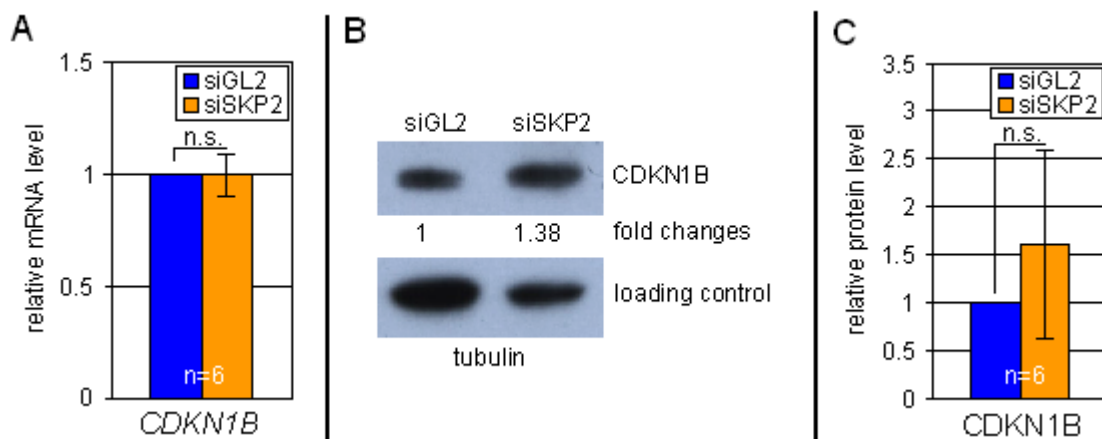 A
relative mRNA level
1.5
1
0.5
0
siGL2
siSKP2
n.s.
n=6
CDKN1B
B
siGL2 siSKP2
CDKN1B
1 1.38 fold changes
loading control
tubulin
C
relative protein level
3.5
3
2.5
2
1.5
1
0.5
0
siGL2
siSKP2
n.s.
n=6
CDKN1B